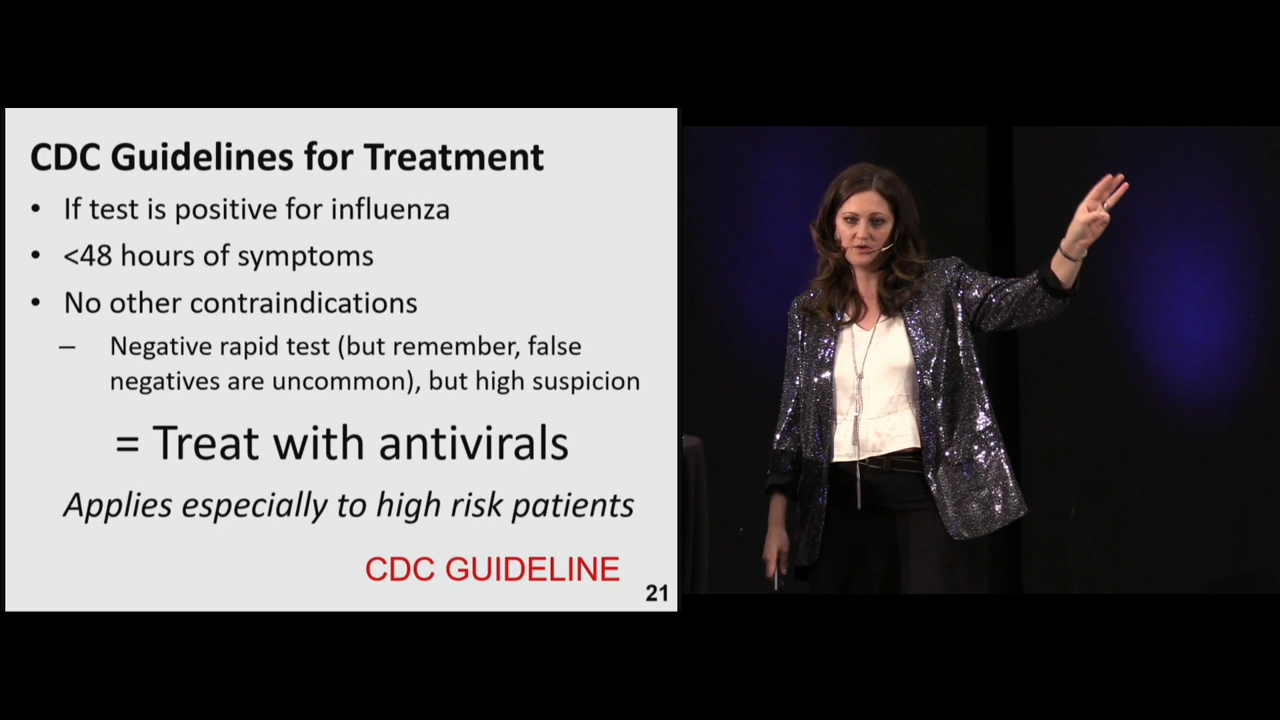 CDC Guidelines for Treatment
• If test is positive for influenza
• <48 hours of symptoms
• No other contraindications
– Negative rapid test (but remember, false
negatives are uncommon), but high suspicion
= Treat with antivirals
Applies especially to high risk patients
CDC GUIDELINE
21